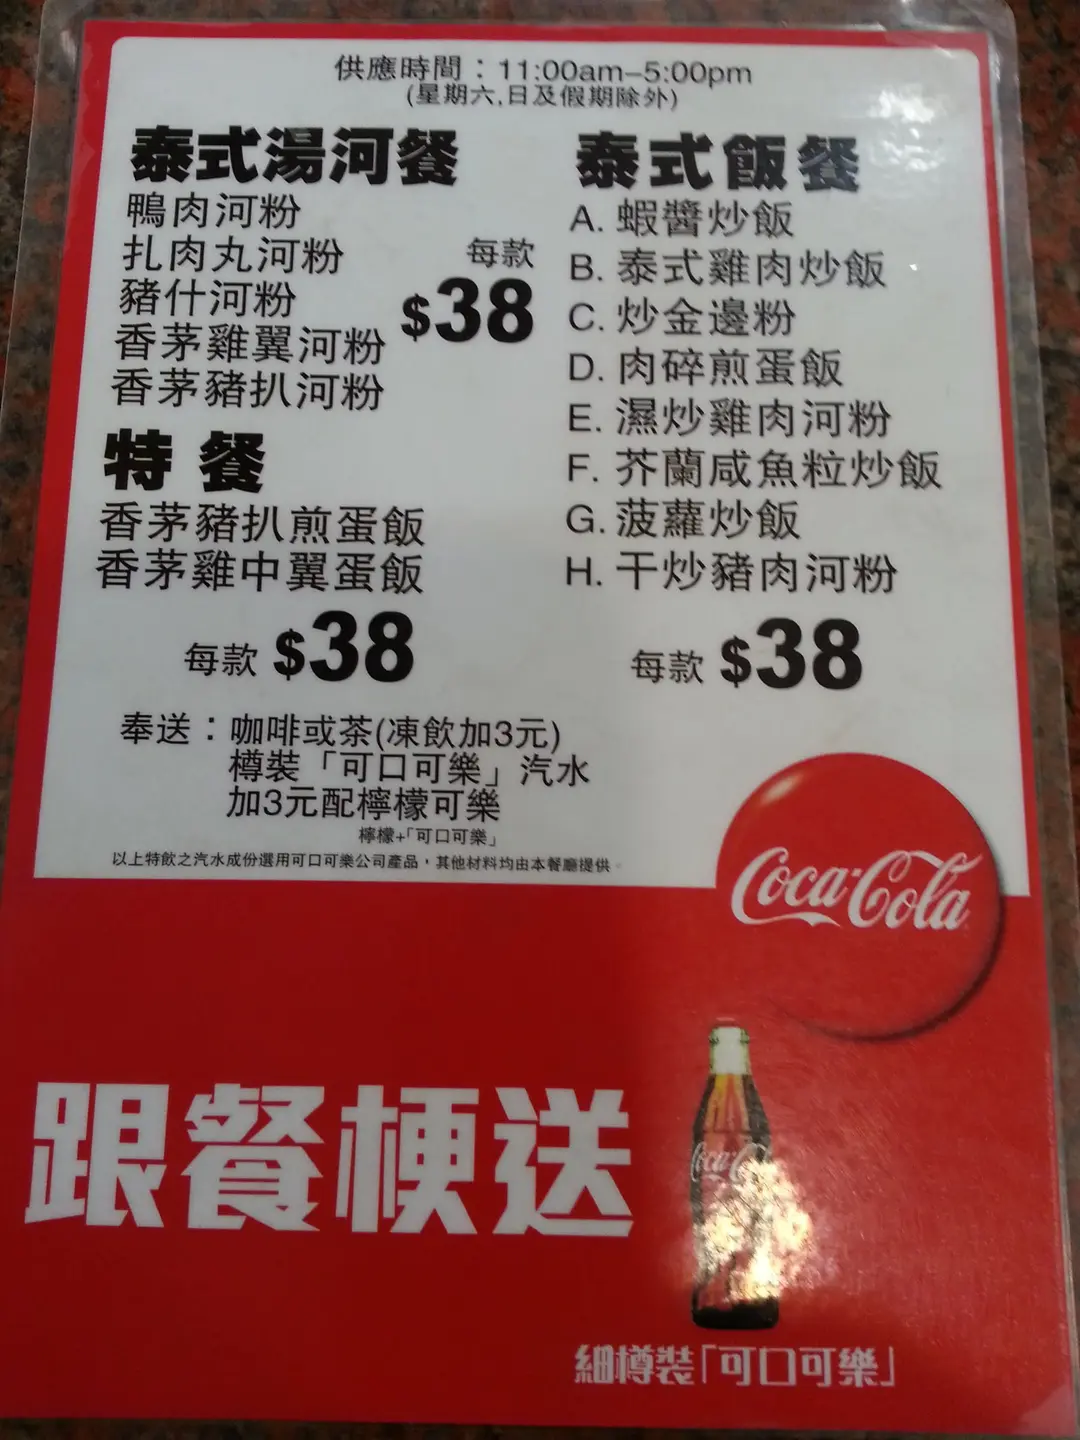 供應時間：11:00am–5:00pm
(星期六,日及假期除外)
泰式湯河餐
鴨肉河粉
扎肉丸河粉
豬什河粉
香茅雞翼河粉
香茅豬扒河粉
每款
$38
特餐
香茅豬扒煎蛋飯
香茅雞中翼蛋飯
每款 $38
泰式飯餐
A. 蝦醬炒飯
B. 泰式雞肉炒飯
C. 炒金邊粉
D. 肉碎煎蛋飯
E. 濕炒雞肉河粉
F. 芥蘭咸魚粒炒飯
G. 菠蘿炒飯
H. 干炒豬肉河粉
每款 $38
奉送：咖啡或茶(凍飲加3元)
樽裝「可口可樂」汽水
加3元配檸檬可樂
檸檬+「可口可樂」
以上特飲之汽水成份選用可口可樂公司產品，其他材料均由本餐廳提供。
Coca-Cola
跟餐梗送
Coca-Cola
細樽裝「可口可樂」